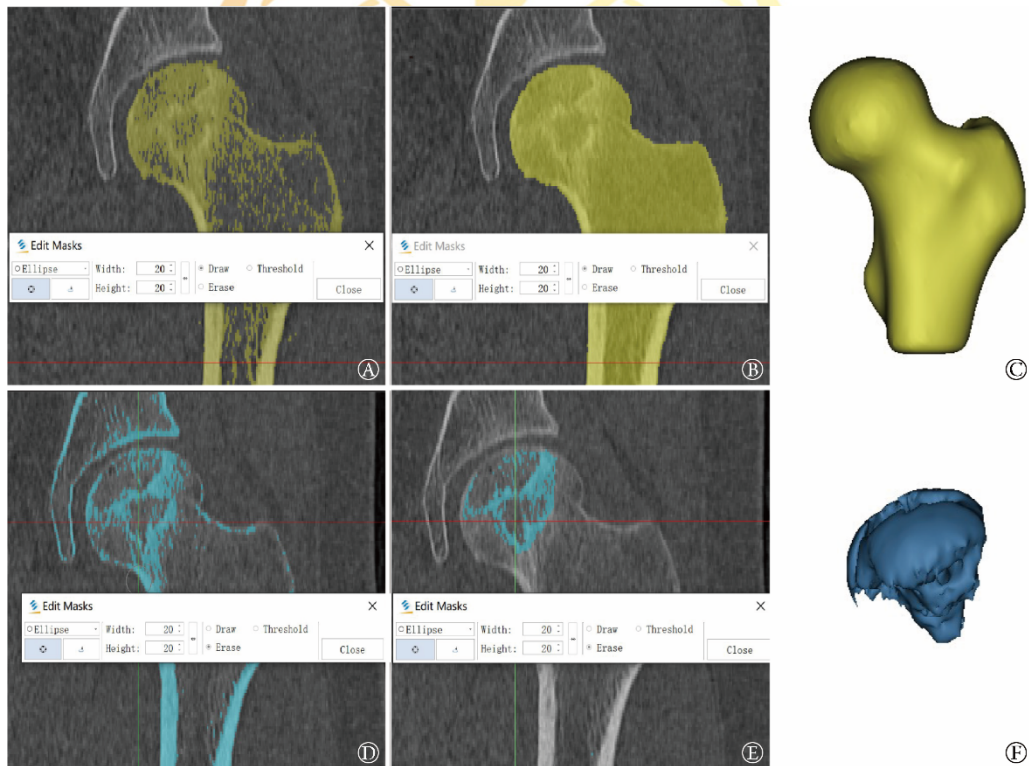 Edit Masks
Ellipse Width: 20 Draw Threshold
Height: 20 Erase Close
Ⓐ
Edit Masks
Ellipse Width: 20 Draw Threshold
Height: 20 Erase Close
Ⓑ
Ⓒ
Edit Masks
Ellipse Width: 20 Draw Threshold
Height: 20 Erase Close
Ⓓ
Edit Masks
Ellipse Width: 20 Draw Threshold
Height: 20 Erase Close
Ⓔ
Ⓕ